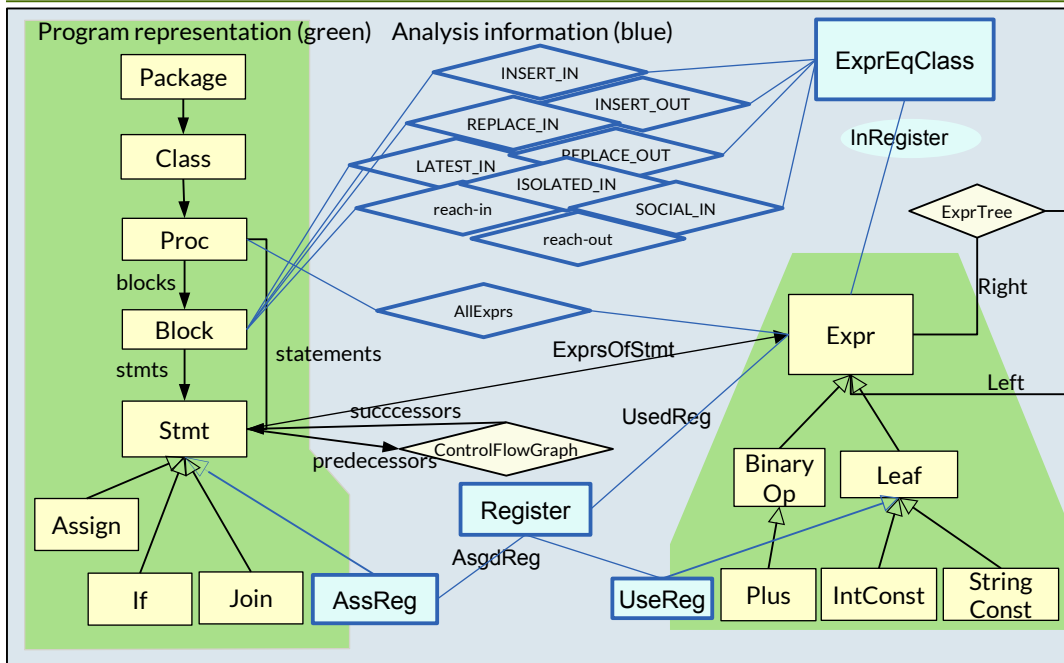 Program representation (green)
Analysis information (blue)
Package
Class
Proc
blocks
Block
stmts
statements
Stmt
Assign
If
Join
AssReg
INSERT_IN
INSERT_OUT
REPLACE_IN
REPLACE_OUT
LATEST_IN
ISOLATED_IN
reach-in
SOCIAL_IN
reach-out
AllExprs
ExprsOfStmt
succcessors
predecessors
ControlFlowGraph
UsedReg
Register
AsgdReg
UseReg
ExprEqClass
InRegister
ExprTree
Right
Expr
Left
Binary
Op
Leaf
Plus
IntConst
String
Const